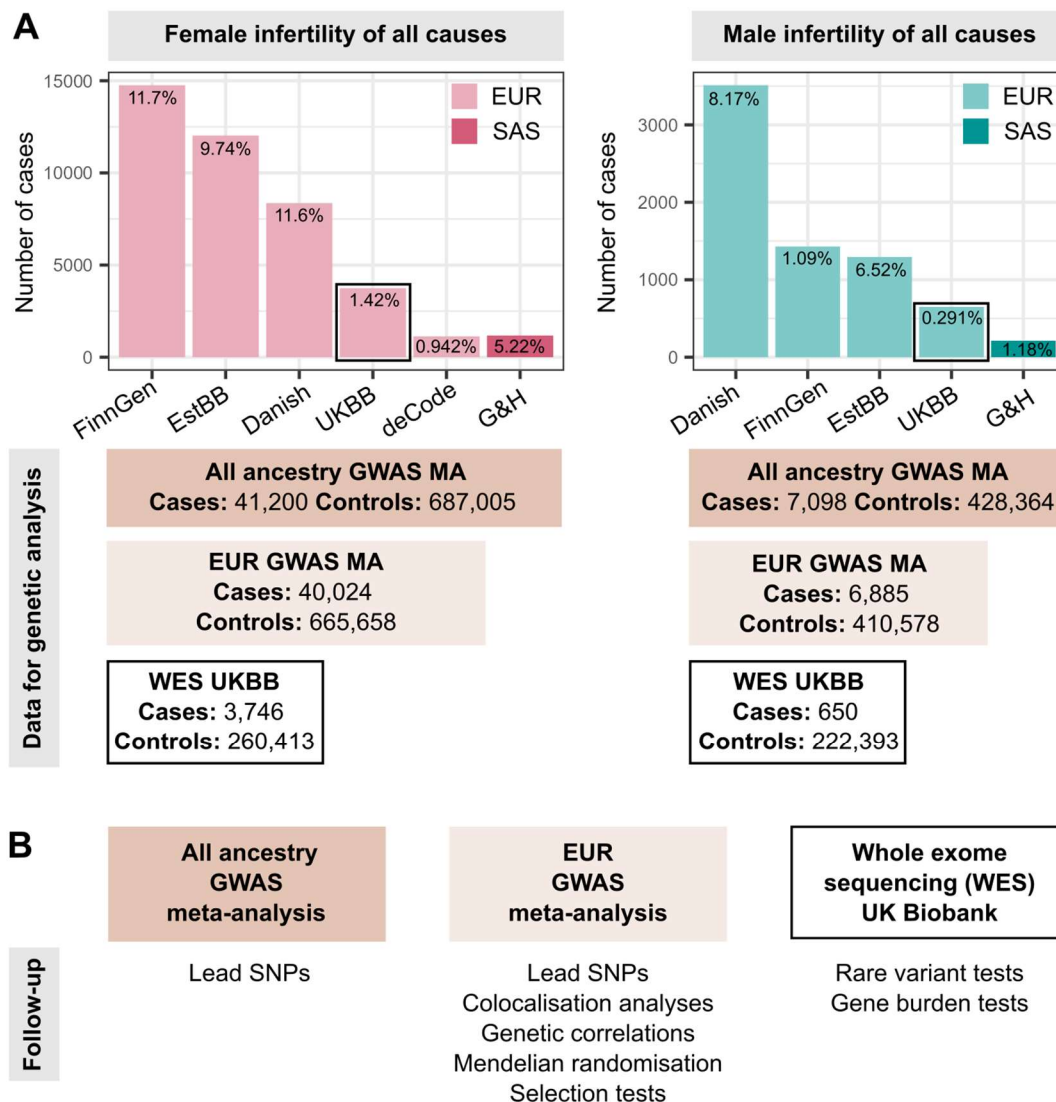 A
Female infertility of all causes
Number of cases
15000
10000
5000
0
EUR
SAS
11.7%
9.74%
11.6%
1.42%
0.942%
5.22%
FinnGen
EstBB
Danish
UKBB
deCode
G&H
Male infertility of all causes
Number of cases
3000
2000
1000
0
EUR
SAS
8.17%
1.09%
6.52%
0.291%
1.18%
Danish
FinnGen
EstBB
UKBB
G&H
Data for genetic analysis
All ancestry GWAS MA
Cases: 41,200 Controls: 687,005
EUR GWAS MA
Cases: 40,024
Controls: 665,658
WES UKBB
Cases: 3,746
Controls: 260,413
All ancestry GWAS MA
Cases: 7,098 Controls: 428,364
EUR GWAS MA
Cases: 6,885
Controls: 410,578
WES UKBB
Cases: 650
Controls: 222,393
B
All ancestry
GWAS
meta-analysis
EUR
GWAS
meta-analysis
Whole exome
sequencing (WES)
UK Biobank
Follow-up
Lead SNPs
Lead SNPs
Colocalisation analyses
Genetic correlations
Mendelian randomisation
Selection tests
Rare variant tests
Gene burden tests